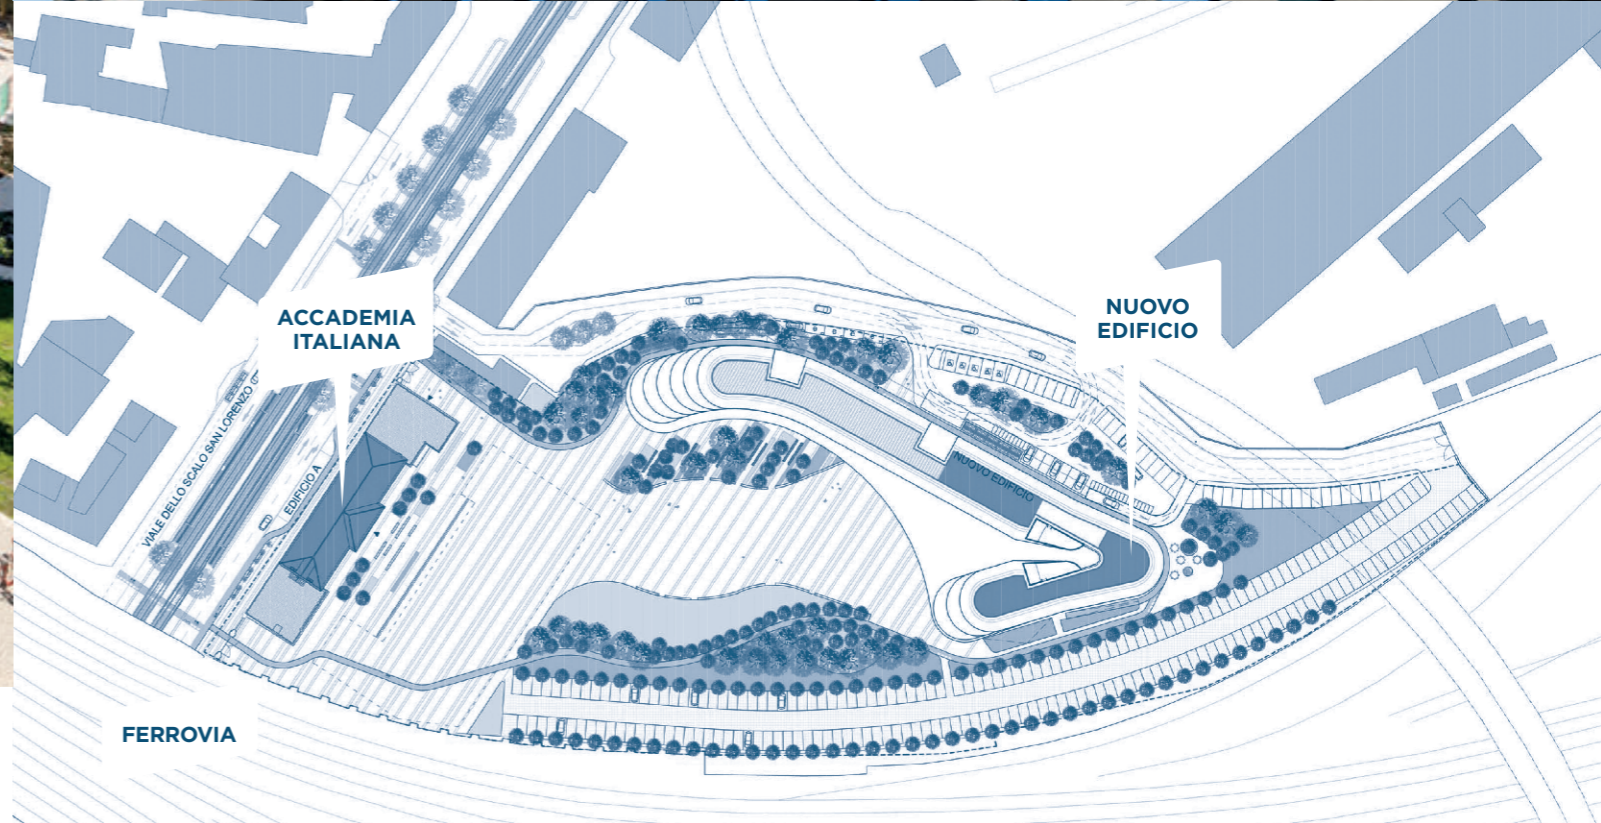 ACCADEMIA
ITALIANA
NUOVO
EDIFICIO
VIALE DELLO SCALO SAN LORENZO
EDIFICIO A
NUOVO EDIFICIO
FERROVIA